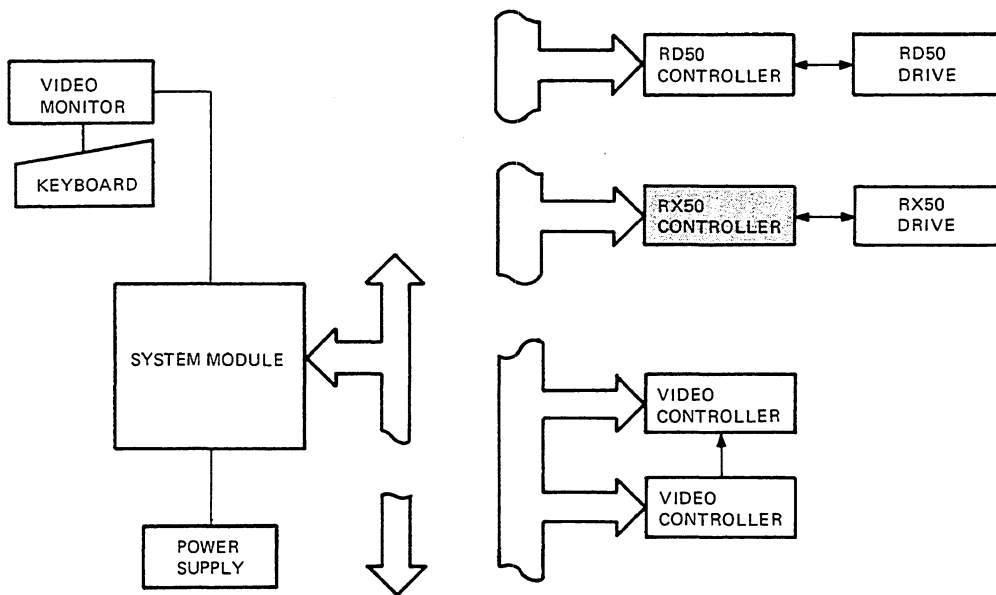 VIDEO
MONITOR
KEYBOARD
SYSTEM MODULE
POWER
SUPPLY
RD50
CONTROLLER
RD50
DRIVE
RX50
CONTROLLER
RX50
DRIVE
VIDEO
CONTROLLER
VIDEO
CONTROLLER